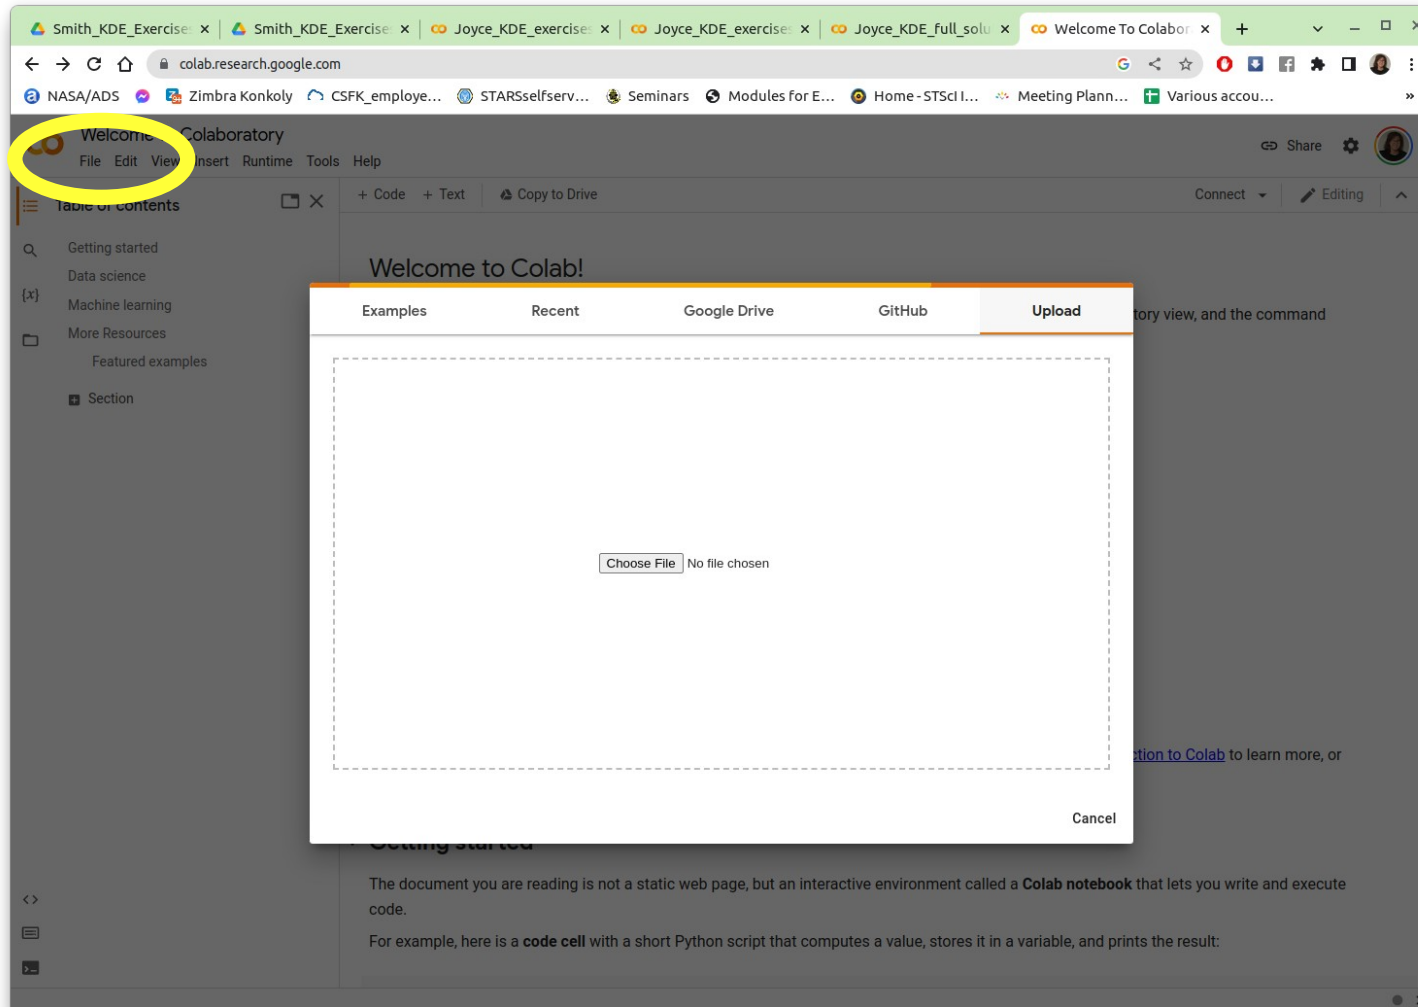 Smith_KDE_Exercise Smith_KDE_Exercise Joyce_KDE_exercise Joyce_KDE_exercise Joyce_KDE_full_solu Welcome To Colabor
colab.research.google.com
NASA/ADS Zimbra Konkoly CSFK_employe... STARSselfserv... Seminars Modules for E... Home - STScI I... Meeting Plann... Various accou... »
Welcome Colaboratory
File Edit View Insert Runtime Tools Help
Share
Table of contents
+ Code + Text Copy to Drive
Connect Editing
Getting started
Data science
Machine learning
More Resources
Featured examples
Section
Welcome to Colab!
Examples Recent Google Drive GitHub Upload
tory view, and the command
Choose File No file chosen
ction to Colab to learn more, or
Cancel
Getting started
The document you are reading is not a static web page, but an interactive environment called a Colab notebook that lets you write and execute
code.
For example, here is a code cell with a short Python script that computes a value, stores it in a variable, and prints the result: